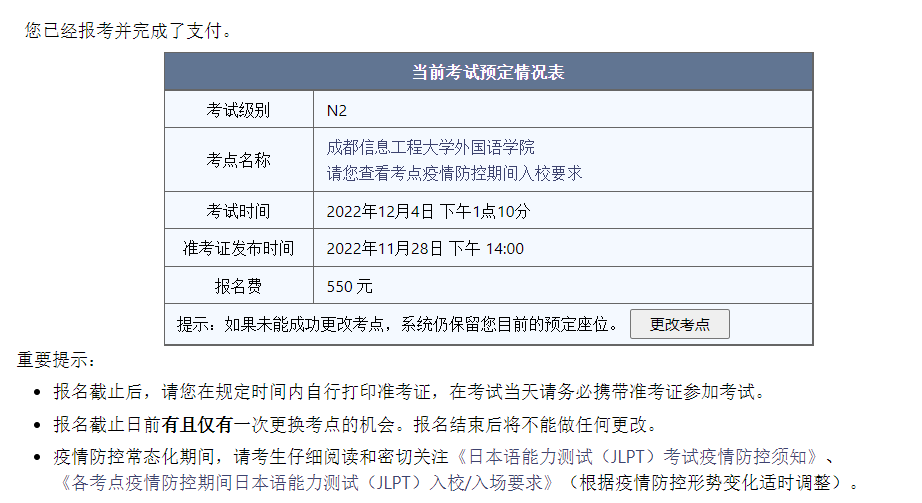 您已经报考并完成了支付。
当前考试预定情况表
考试级别 N2
考点名称 成都信息工程大学外国语学院
请您查看考点疫情防控期间入校要求
考试时间 2022年12月4日 下午1点10分
准考证发布时间 2022年11月28日 下午 14:00
报名费 550 元
提示：如果未能成功更改考点，系统仍保留您目前的预定座位。 更改考点
重要提示：
• 报名截止后，请您在规定时间内自行打印准考证，在考试当天请务必携带准考证参加考试。
• 报名截止日前有且仅有一次更换考点的机会。报名结束后将不能做任何更改。
• 疫情防控常态化期间，请考生仔细阅读和密切关注《日本语能力测试（JLPT）考试疫情防控须知》、
《各考点疫情防控期间日本语能力测试（JLPT）入校/入场要求》（根据疫情防控形势变化适时调整）。